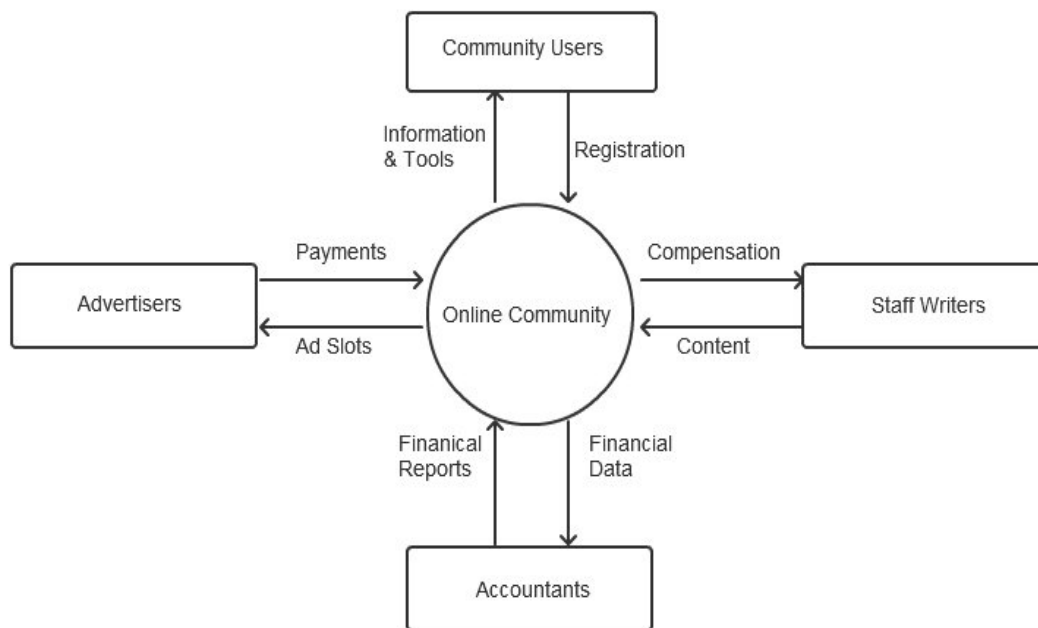 Community Users
Information
& Tools
Registration
Payments
Compensation
Advertisers
Online Community
Staff Writers
Ad Slots
Content
Finanical
Reports
Financial
Data
Accountants